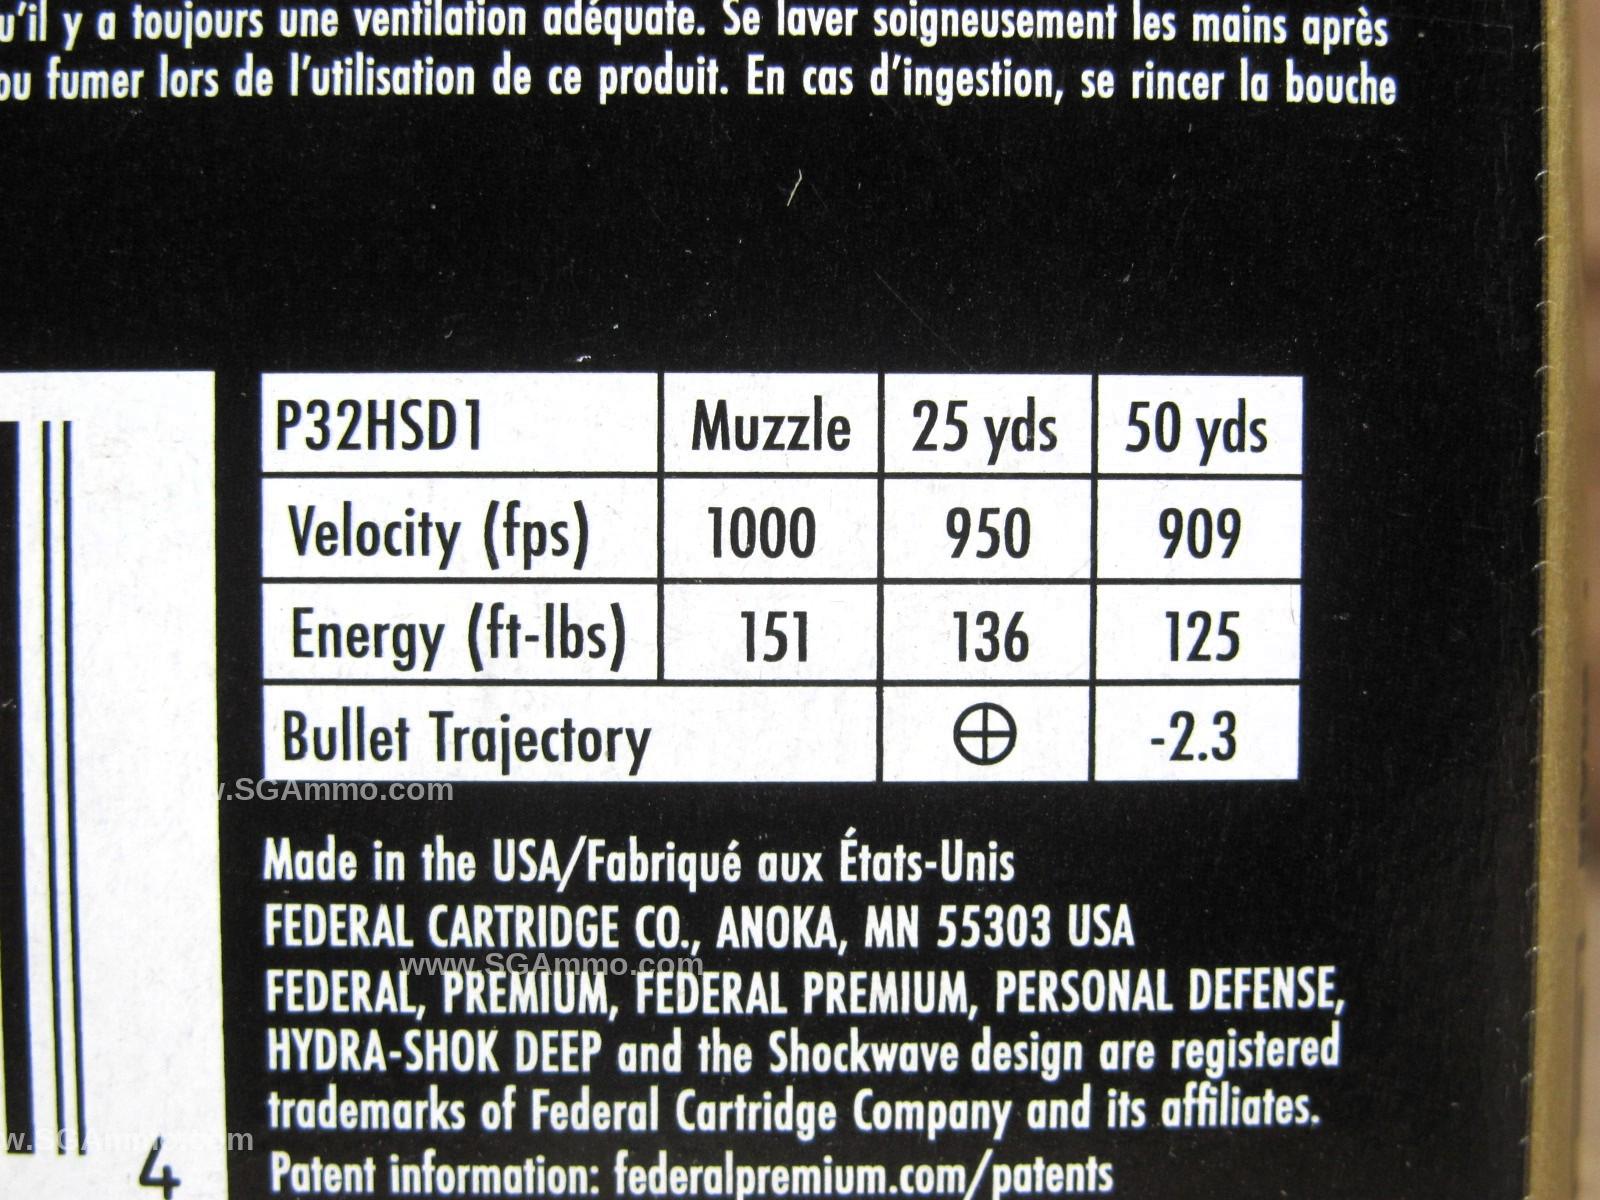 u'il y a toujours une ventilation adéquate. Se laver soigneusement les mains après
ou fumer lors de l'utilisation de ce produit. En cas d'ingestion, se rincer la bouche
P32HSD1 Muzzle 25 yds 50 yds
Velocity (fps) 1000 950 909
Energy (ft-lbs) 151 136 125
Bullet Trajectory ⊕ -2.3
w.SGAmmo.com
Made in the USA/Fabriqué aux États-Unis
FEDERAL CARTRIDGE CO., ANOKA, MN 55303 USA
www.SGAmmo.com
FEDERAL, PREMIUM, FEDERAL PREMIUM, PERSONAL DEFENSE,
HYDRA-SHOK DEEP and the Shockwave design are registered
trademarks of Federal Cartridge Company and its affiliates.
w.SGAmmo.com
4
Patent information: federalpremium.com/patents